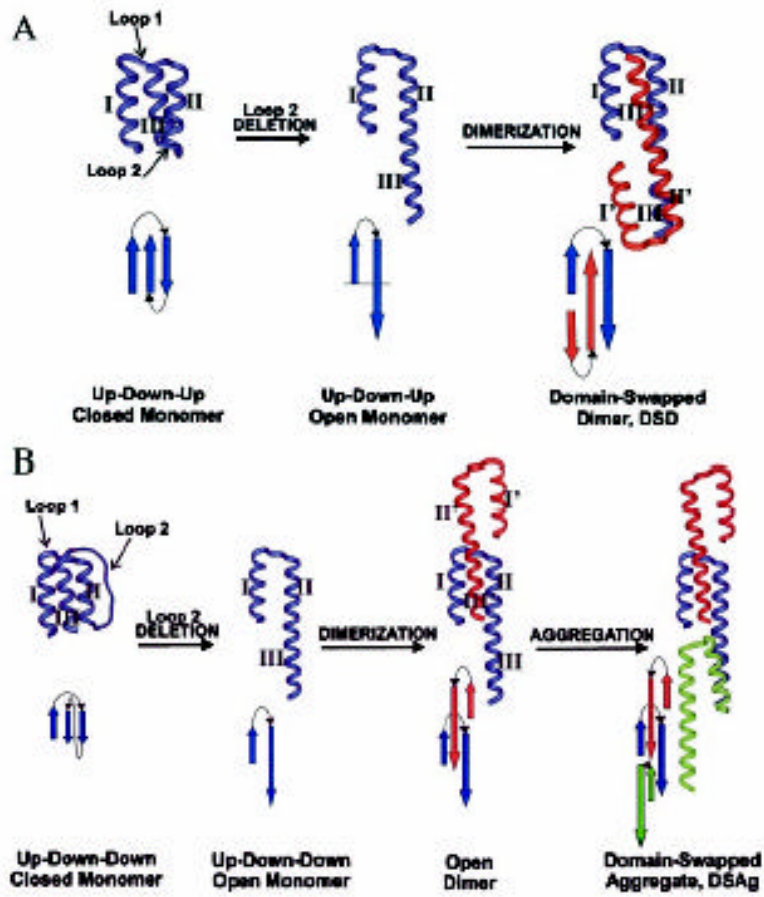 A
Loop 1
I
II
III
Loop 2
Loop 2
DELETION
I
II
III
DIMERIZATION
I
II
III
I'
III
II'
Up-Down-Up
Closed Monomer
Up-Down-Up
Open Monomer
Domain-Swapped
Dimer, DSD
B
Loop 1
Loop 2
I
II
III
Loop 2
DELETION
I
II
III
DIMERIZATION
II'
I'
I
II
III
III
AGGREGATION
Up-Down-Down
Closed Monomer
Up-Down-Down
Open Monomer
Open
Dimer
Domain-Swapped
Aggregate, DSAg